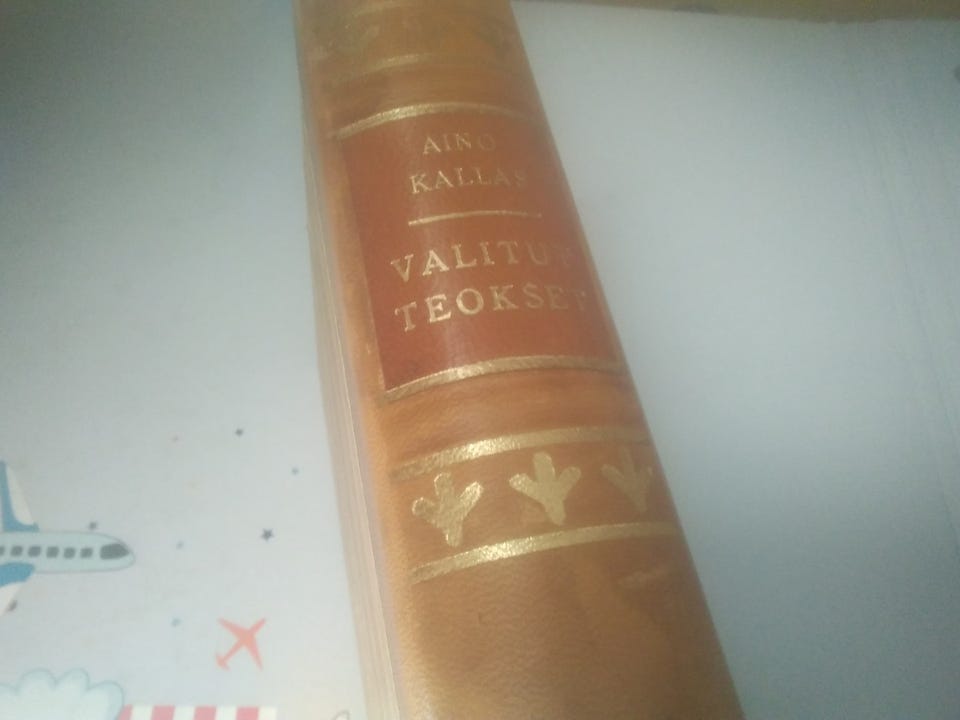 AINO
KALLAS
VALITUT
TEOKSET